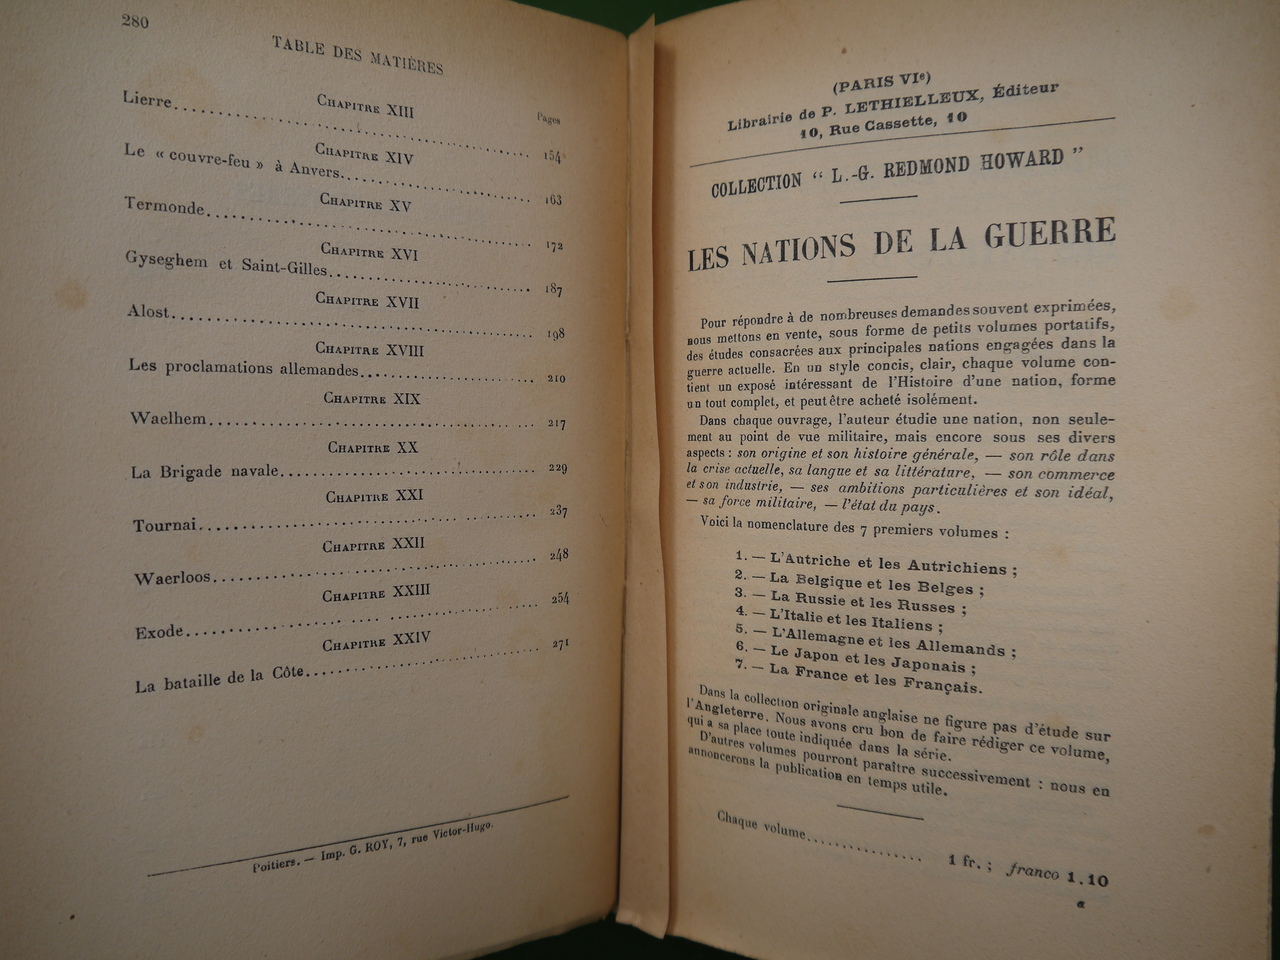 280
TABLE DES MATIÈRES
Chapitre XIII
Pages
Lierre 154
Chapitre XIV
Le « couvre-feu » à Anvers 163
Chapitre XV
Termonde 172
Chapitre XVI
Gyseghem et Saint-Gilles 187
Chapitre XVII
Alost 198
Chapitre XVIII
Les proclamations allemandes 210
Chapitre XIX
Waelhem 217
Chapitre XX
La Brigade navale 229
Chapitre XXI
Tournai 237
Chapitre XXII
Waerloos 248
Chapitre XXIII
Exode 254
Chapitre XXIV
La bataille de la Côte 271
Poitiers. — Imp. G. ROY, 7, rue Victor-Hugo.
(PARIS VIe)
Librairie de P. LETHIELLEUX, Éditeur
10, Rue Cassette, 10
COLLECTION “ L.-G. REDMOND HOWARD ”
LES NATIONS DE LA GUERRE
Pour répondre à de nombreuses demandes souvent exprimées,
nous mettons en vente, sous forme de petits volumes portatifs,
des études consacrées aux principales nations engagées dans la
guerre actuelle. En un style concis, clair, chaque volume con-
tient un exposé intéressant de l'Histoire d'une nation, forme
un tout complet, et peut être acheté isolément.
Dans chaque ouvrage, l'auteur étudie une nation, non seule-
ment au point de vue militaire, mais encore sous ses divers
aspects : son origine et son histoire générale, — son rôle dans
la crise actuelle, sa langue et sa littérature, — son commerce
et son industrie, — ses ambitions particulières et son idéal,
— sa force militaire, — l'état du pays.
Voici la nomenclature des 7 premiers volumes :
1. — L'Autriche et les Autrichiens ;
2. — La Belgique et les Belges ;
3. — La Russie et les Russes ;
4. — L'Italie et les Italiens ;
5. — L'Allemagne et les Allemands ;
6. — Le Japon et les Japonais ;
7. — La France et les Français.
Dans la collection originale anglaise ne figure pas d'étude sur
l'Angleterre. Nous avons cru bon de faire rédiger ce volume,
qui a sa place toute indiquée dans la série.
D'autres volumes pourront paraître successivement : nous en
annoncerons la publication en temps utile.
Chaque volume 1 fr. ; franco 1.10
a